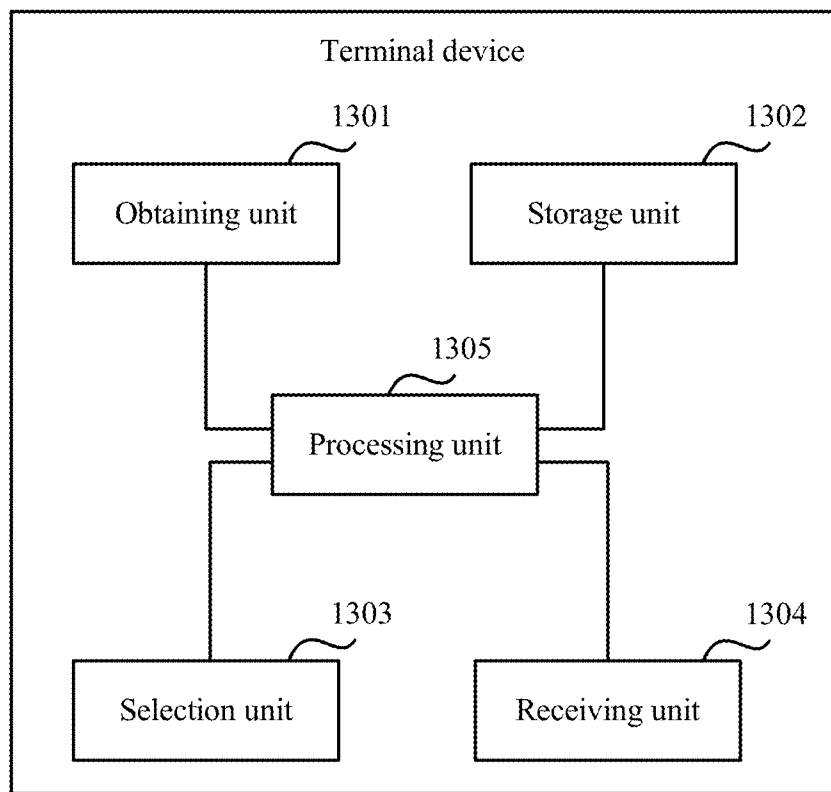 Terminal device
1301
1302
Obtaining unit
Storage unit
1305
Processing unit
1303
1304
Selection unit
Receiving unit